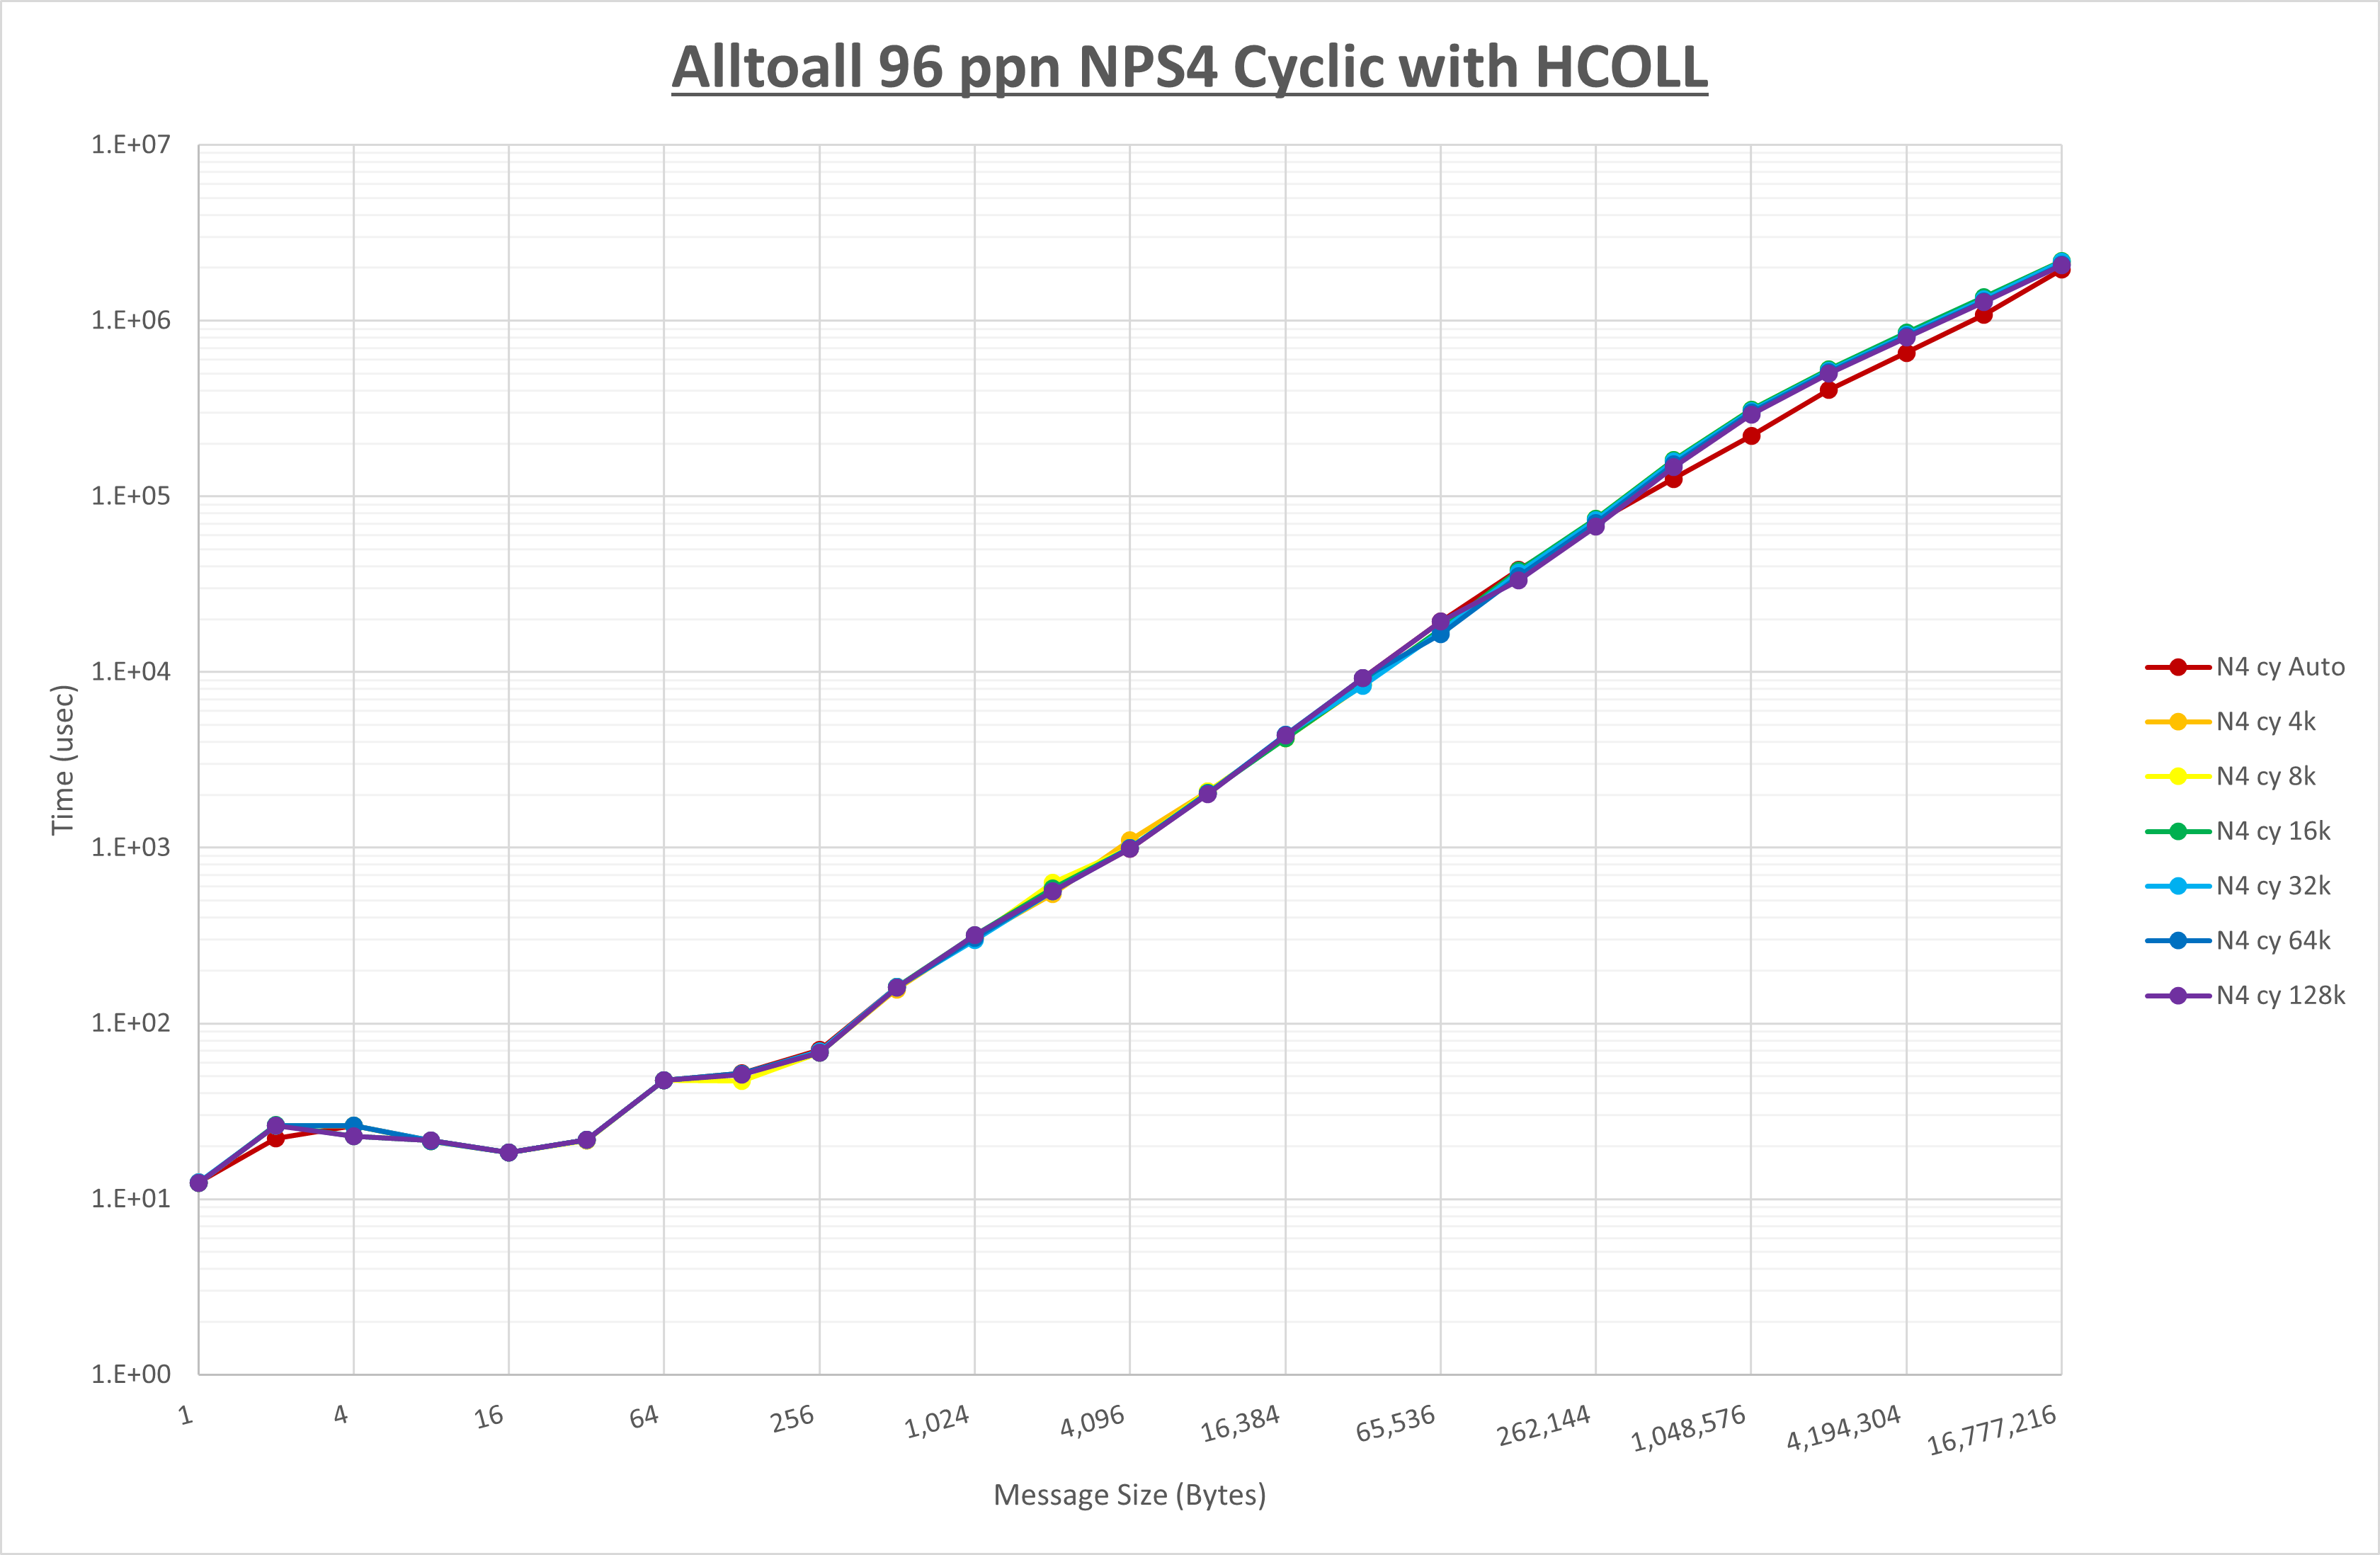 Alltoall 96 ppn NPS4 Cyclic with HCOLL
1.E+07
1.E+06
1.E+05
1.E+04
1.E+03
1.E+02
1.E+01
1.E+00
Time (usec)
1
4
16
64
256
1,024
4,096
16,384
65,536
262,144
1,048,576
4,194,304
16,777,216
Message Size (Bytes)
N4 cy Auto
N4 cy 4k
N4 cy 8k
N4 cy 16k
N4 cy 32k
N4 cy 64k
N4 cy 128k